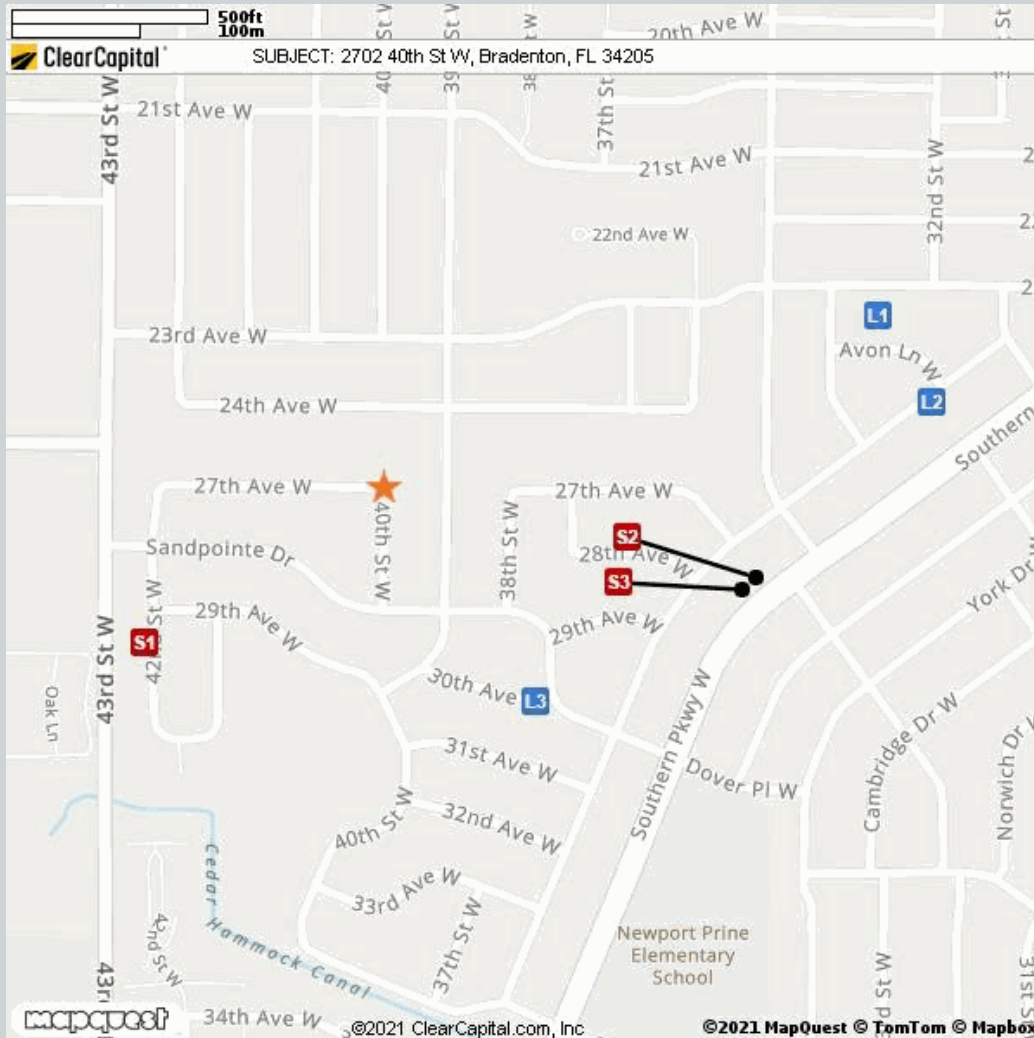 500ft
100m
ClearCapital
SUBJECT: 2702 40th St W, Bradenton, FL 34205
20th Ave W
43rd St W
37th St
21st Ave W
21st Ave W
32nd St W
22nd Ave W
L1
23rd Ave W
Avon Ln W
L2
24th Ave W
Southern
27th Ave W
27th Ave W
40th St W
38th St W
S2
28th Ave W
Sandpointe Dr
S3
York Dr W
29th Ave W
29th Ave W
42nd St W
S1
43rd St W
30th Ave
L3
Oak Ln
Southern Pkwy W
31st Ave W
Dover Pl W
Cambridge Dr W
Norwich Dr
32nd Ave W
40th St W
33rd Ave W
Cedar Hammock Canal
37th St W
42nd St W
Newport Prine
Elementary
School
34th Ave W
mapquest
©2021 ClearCapital.com, Inc
©2021 MapQuest © TomTom © Mapbox